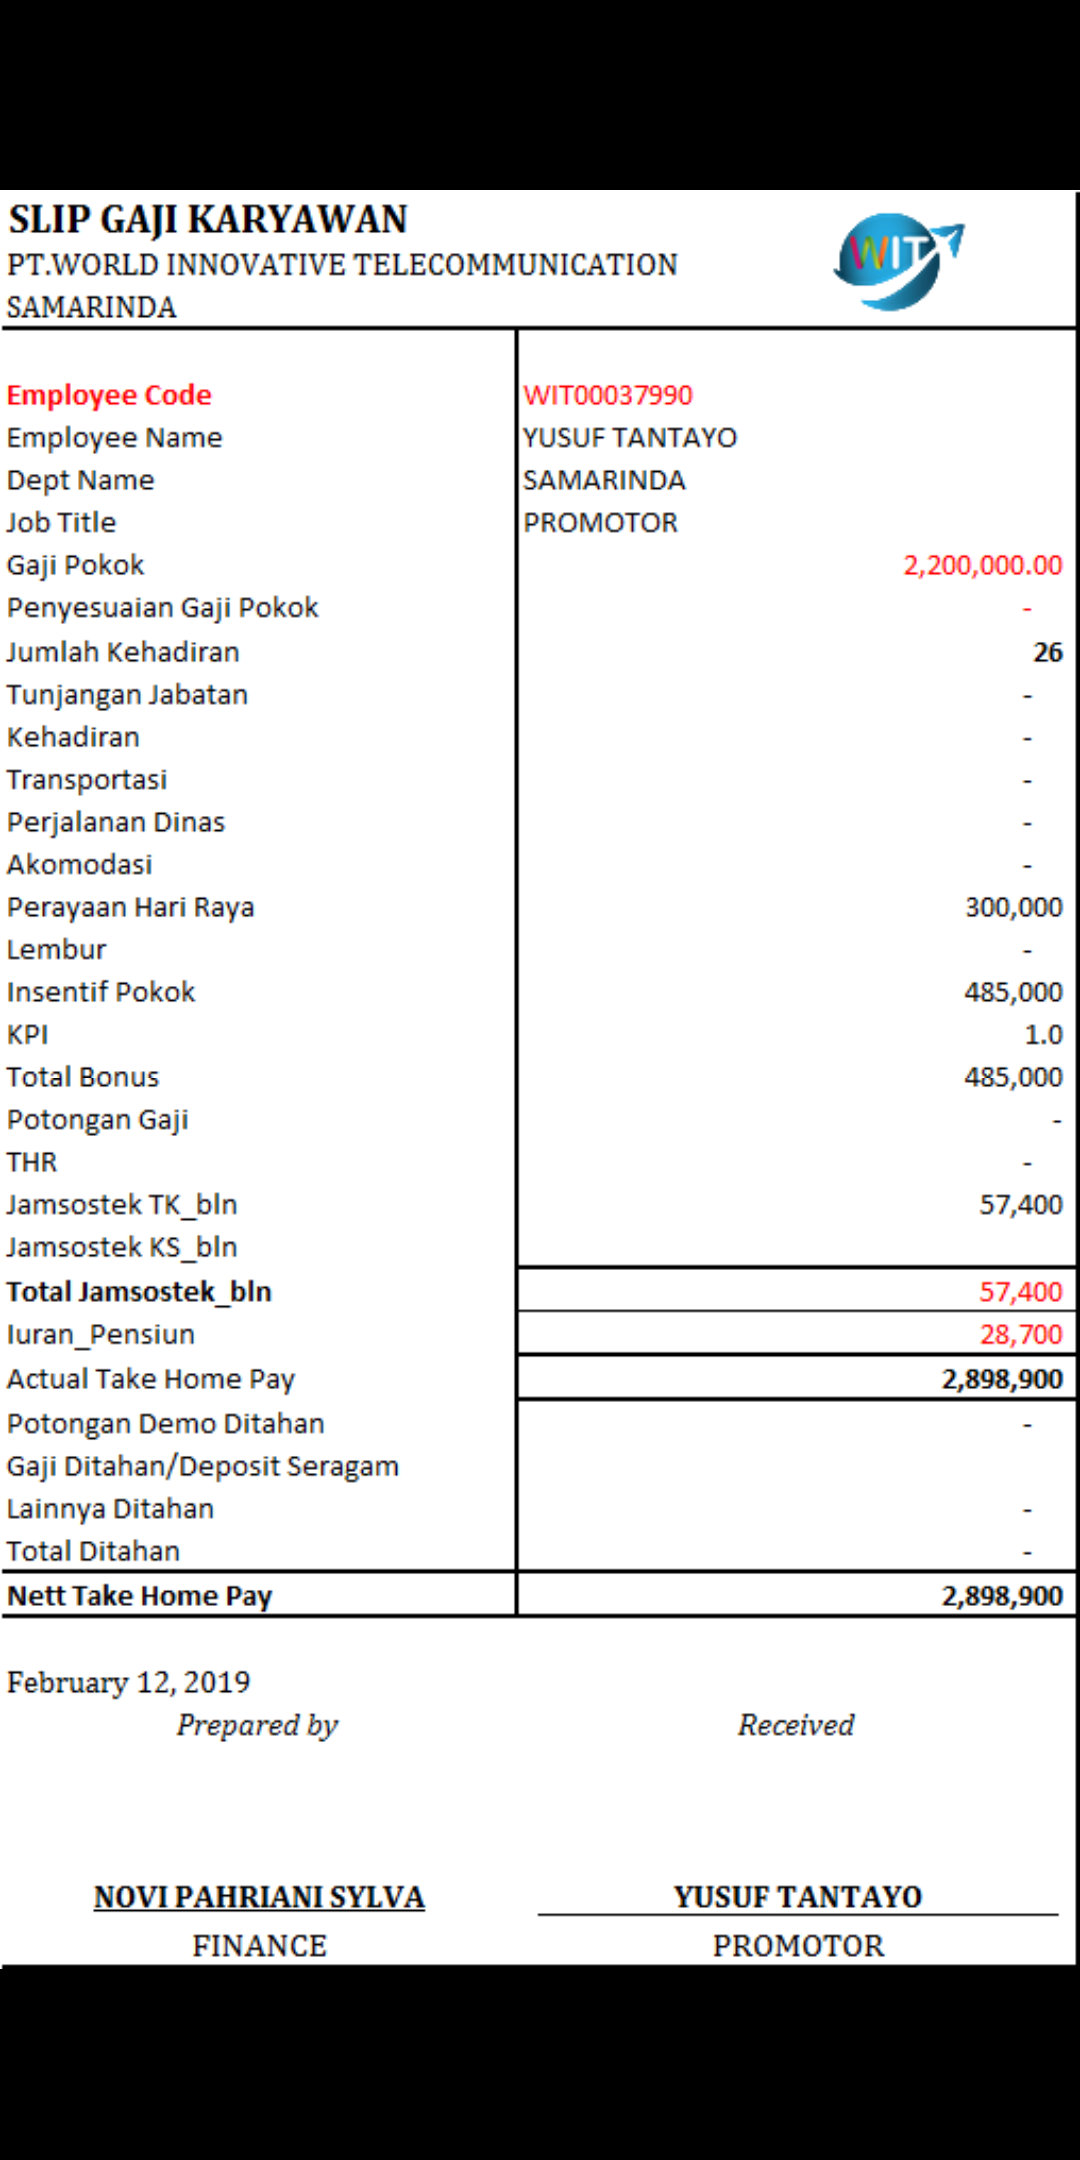 SLIP GAJI KARYAWAN
PT.WORLD INNOVATIVE TELECOMMUNICATION
SAMARINDA
WIT
Employee Code WIT00037990
Employee Name YUSUF TANTAYO
Dept Name SAMARINDA
Job Title PROMOTOR
Gaji Pokok 2,200,000.00
Penyesuaian Gaji Pokok -
Jumlah Kehadiran 26
Tunjangan Jabatan -
Kehadiran -
Transportasi -
Perjalanan Dinas -
Akomodasi -
Perayaan Hari Raya 300,000
Lembur -
Insentif Pokok 485,000
KPI 1.0
Total Bonus 485,000
Potongan Gaji -
THR -
Jamsostek TK_bln 57,400
Jamsostek KS_bln
Total Jamsostek_bln 57,400
Iuran_Pensiun 28,700
Actual Take Home Pay 2,898,900
Potongan Demo Ditahan -
Gaji Ditahan/Deposit Seragam
Lainnya Ditahan -
Total Ditahan -
Nett Take Home Pay 2,898,900
February 12, 2019
Prepared by Received
NOVI PAHRIANI SYLVA YUSUF TANTAYO
FINANCE PROMOTOR